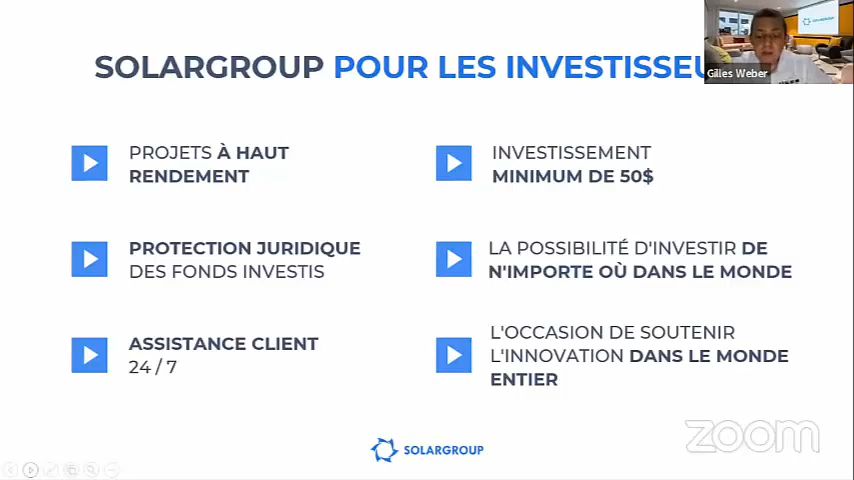 SOLARGROUP POUR LES INVESTISSEU
Gilles Weber
SOLARGROUP
PROJETS À HAUT
RENDEMENT
INVESTISSEMENT
MINIMUM DE 50$
PROTECTION JURIDIQUE
DES FONDS INVESTIS
LA POSSIBILITÉ D'INVESTIR DE
N'IMPORTE OÙ DANS LE MONDE
ASSISTANCE CLIENT
24 / 7
L'OCCASION DE SOUTENIR
L'INNOVATION DANS LE MONDE
ENTIER
SOLARGROUP
zoom